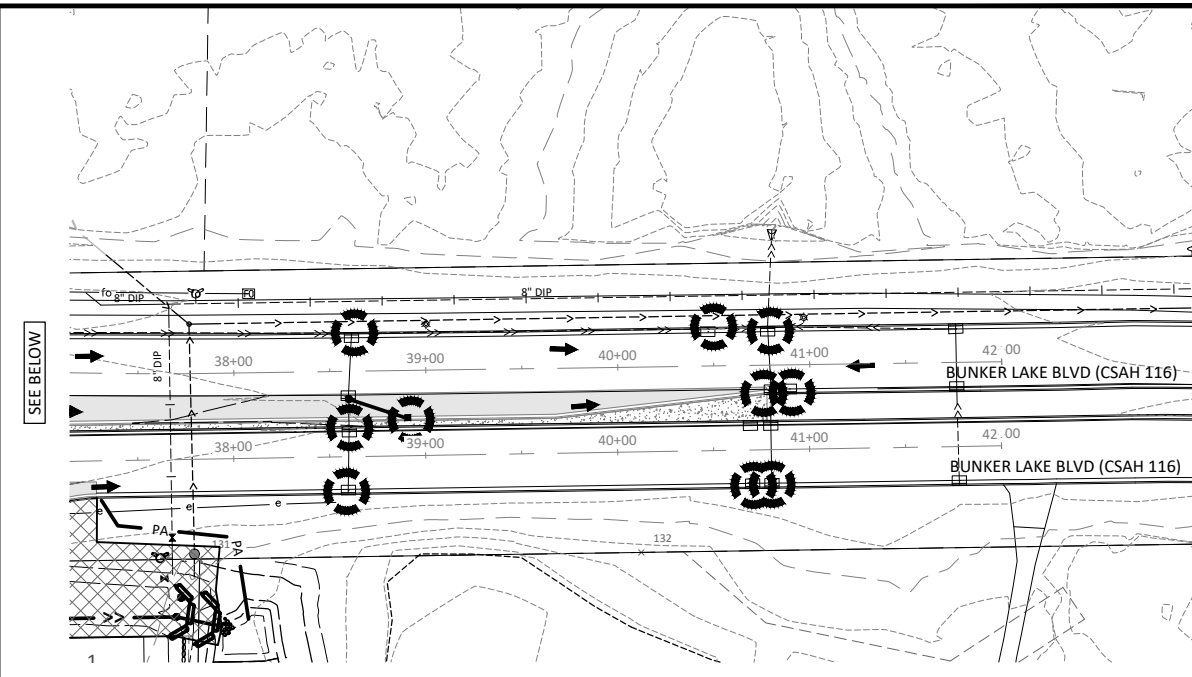 SEE BELOW
fo
8" DIP
FO
8" DIP
8" DIP
38+00
39+00
40+00
41+00
42 00
BUNKER LAKE BLVD (CSAH 116)
38+00
39+00
40+00
41+00
42 00
BUNKER LAKE BLVD (CSAH 116)
e
e
e
PA
131
PA
132
1